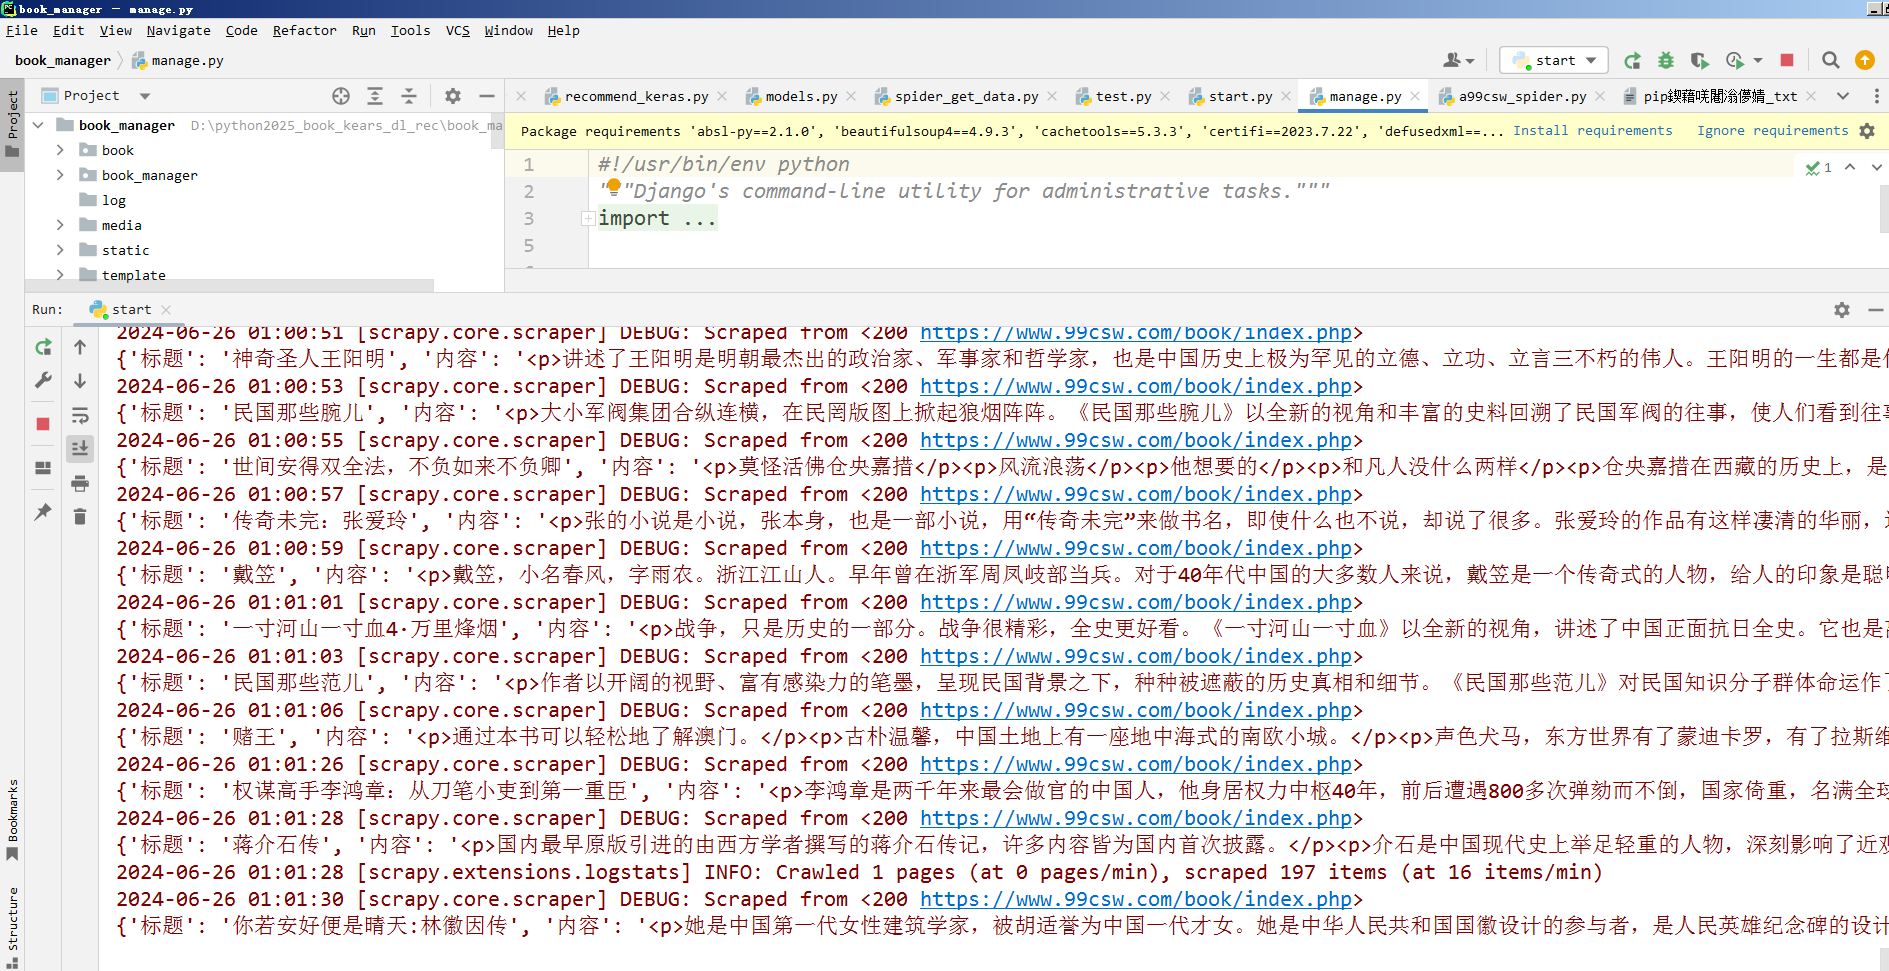 book_manager — manage.py
File Edit View Navigate Code Refactor Run Tools VCS Window Help
book_manager manage.py start
Project recommend_keras.py models.py spider_get_data.py test.py start.py manage.py a99csw_spider.py
Project
book_manager D:\python2025_book_kears_dl_rec\book_ma
Package requirements 'absl-py==2.1.0', 'beautifulsoup4==4.9.3', 'cachetools==5.3.3', 'certifi==2023.7.22', 'defusedxml==... Install requirements Ignore requirements
book
book_manager
log
media
static
template
1 #!/usr/bin/env python
2 """Django's command-line utility for administrative tasks."""
3 import ...
5
1
Run: start
2024-06-26 01:00:51 [scrapy.core.scraper] DEBUG: Scraped from <200 https://www.99csw.com/book/index.php>
{'标题': '神奇圣人王阳明', '内容': '<p>讲述了王阳明是明朝最杰出的政治家、军事家和哲学家，也是中国历史上极为罕见的立德、立功、立言三不朽的伟人。王阳明的一生都是
2024-06-26 01:00:53 [scrapy.core.scraper] DEBUG: Scraped from <200 https://www.99csw.com/book/index.php>
{'标题': '民国那些腕儿', '内容': '<p>大小军阀集团合纵连横，在民罔版图上掀起狼烟阵阵。《民国那些腕儿》以全新的视角和丰富的史料回溯了民国军阀的往事，使人们看到往事
2024-06-26 01:00:55 [scrapy.core.scraper] DEBUG: Scraped from <200 https://www.99csw.com/book/index.php>
{'标题': '世间安得双全法，不负如来不负卿', '内容': '<p>莫怪活佛仓央嘉措</p><p>风流浪荡</p><p>他想要的</p><p>和凡人没什么两样</p><p>仓央嘉措在西藏的历史上，是
2024-06-26 01:00:57 [scrapy.core.scraper] DEBUG: Scraped from <200 https://www.99csw.com/book/index.php>
{'标题': '传奇未完：张爱玲', '内容': '<p>张的小说是小说，张本身，也是一部小说，用“传奇未完”来做书名，即使什么也不说，却说了很多。张爱玲的作品有这样凄清的华丽，
2024-06-26 01:00:59 [scrapy.core.scraper] DEBUG: Scraped from <200 https://www.99csw.com/book/index.php>
{'标题': '戴笠', '内容': '<p>戴笠，小名春风，字雨农。浙江江山人。早年曾在浙军周凤岐部当兵。对于40年代中国的大多数人来说，戴笠是一个传奇式的人物，给人的印象是聪
2024-06-26 01:01:01 [scrapy.core.scraper] DEBUG: Scraped from <200 https://www.99csw.com/book/index.php>
{'标题': '一寸河山一寸血4·万里烽烟', '内容': '<p>战争，只是历史的一部分。战争很精彩，全史更好看。《一寸河山一寸血》以全新的视角，讲述了中国正面抗日全史。它也是
2024-06-26 01:01:03 [scrapy.core.scraper] DEBUG: Scraped from <200 https://www.99csw.com/book/index.php>
{'标题': '民国那些范儿', '内容': '<p>作者以开阔的视野、富有感染力的笔墨，呈现民国背景之下，种种被遮蔽的历史真相和细节。《民国那些范儿》对民国知识分子群体命运作
2024-06-26 01:01:06 [scrapy.core.scraper] DEBUG: Scraped from <200 https://www.99csw.com/book/index.php>
{'标题': '赌王', '内容': '<p>通过本书可以轻松地了解澳门。</p><p>古朴温馨，中国土地上有一座地中海式的南欧小城。</p><p>声色犬马，东方世界有了蒙迪卡罗，有了拉斯维
2024-06-26 01:01:26 [scrapy.core.scraper] DEBUG: Scraped from <200 https://www.99csw.com/book/index.php>
{'标题': '权谋高手李鸿章：从刀笔小吏到第一重臣', '内容': '<p>李鸿章是两千年来最会做官的中国人，他身居权力中枢40年，前后遭遇800多次弹劾而不倒，国家倚重，名满全球
2024-06-26 01:01:28 [scrapy.core.scraper] DEBUG: Scraped from <200 https://www.99csw.com/book/index.php>
{'标题': '蒋介石传', '内容': '<p>国内最早原版引进的由西方学者撰写的蒋介石传记，许多内容皆为国内首次披露。</p><p>介石是中国现代史上举足轻重的人物，深刻影响了近
2024-06-26 01:01:28 [scrapy.extensions.logstats] INFO: Crawled 1 pages (at 0 pages/min), scraped 197 items (at 16 items/min)
2024-06-26 01:01:30 [scrapy.core.scraper] DEBUG: Scraped from <200 https://www.99csw.com/book/index.php>
{'标题': '你若安好便是晴天:林徽因传', '内容': '<p>她是中国第一代女性建筑学家，被胡适誉为中国一代才女。她是中华人民共和国国徽设计的参与者，是人民英雄纪念碑的设计
Bookmarks
Structure